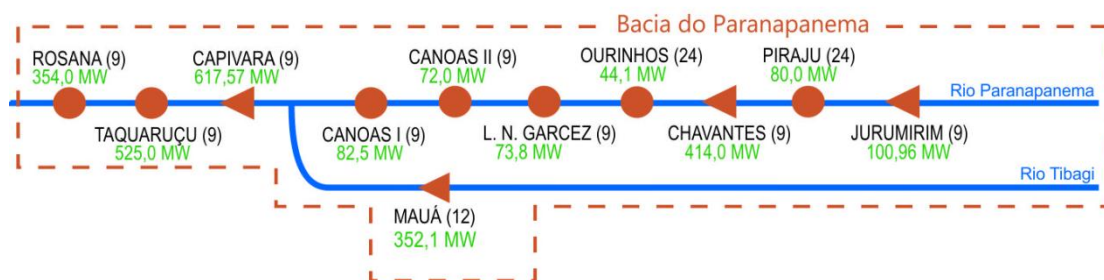 Bacia do Paranapanema
ROSANA (9)
354,0 MW
CAPIVARA (9)
617,57 MW
CANOAS II (9)
72,0 MW
OURINHOS (24)
44,1 MW
PIRAJU (24)
80,0 MW
Rio Paranapanema
TAQUARUÇU (9)
525,0 MW
CANOAS I (9)
82,5 MW
L. N. GARCEZ (9)
73,8 MW
CHAVANTES (9)
414,0 MW
JURUMIRIM (9)
100,96 MW
Rio Tibagi
MAUÁ (12)
352,1 MW